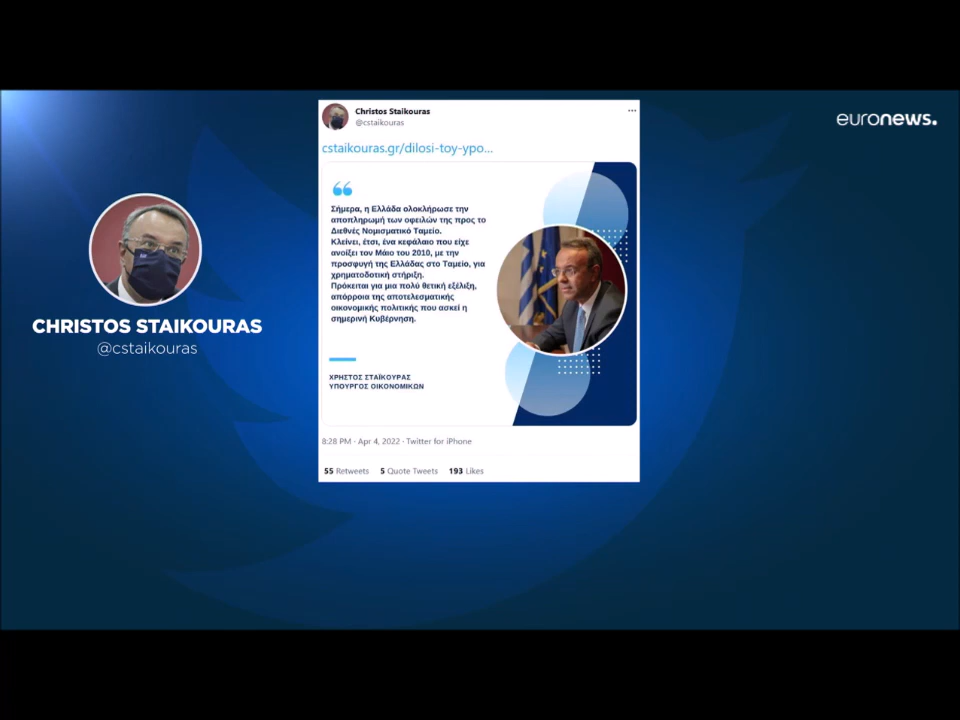 euronews.
Christos Staikouras
@cstaikouras
cstaikouras.gr/dilosi-toy-ypo...
Σήμερα, η Ελλάδα ολοκλήρωσε την
αποπληρωμή των οφειλών της προς το
Διεθνές Νομισματικό Ταμείο.
Κλείνει, έτσι, ένα κεφάλαιο που είχε
ανοίξει τον Μάιο του 2010, με την
προσφυγή της Ελλάδας στο Ταμείο, για
χρηματοδοτική στήριξη.
Πρόκειται για μια πολύ θετική εξέλιξη,
απόρροια της αποτελεσματικής
οικονομικής πολιτικής που ασκεί η
σημερινή Κυβέρνηση.
ΧΡΗΣΤΟΣ ΣΤΑΪΚΟΥΡΑΣ
ΥΠΟΥΡΓΟΣ ΟΙΚΟΝΟΜΙΚΩΝ
8:28 PM · Apr 4, 2022 · Twitter for iPhone
55 Retweets 5 Quote Tweets 193 Likes
CHRISTOS STAIKOURAS
@cstaikouras